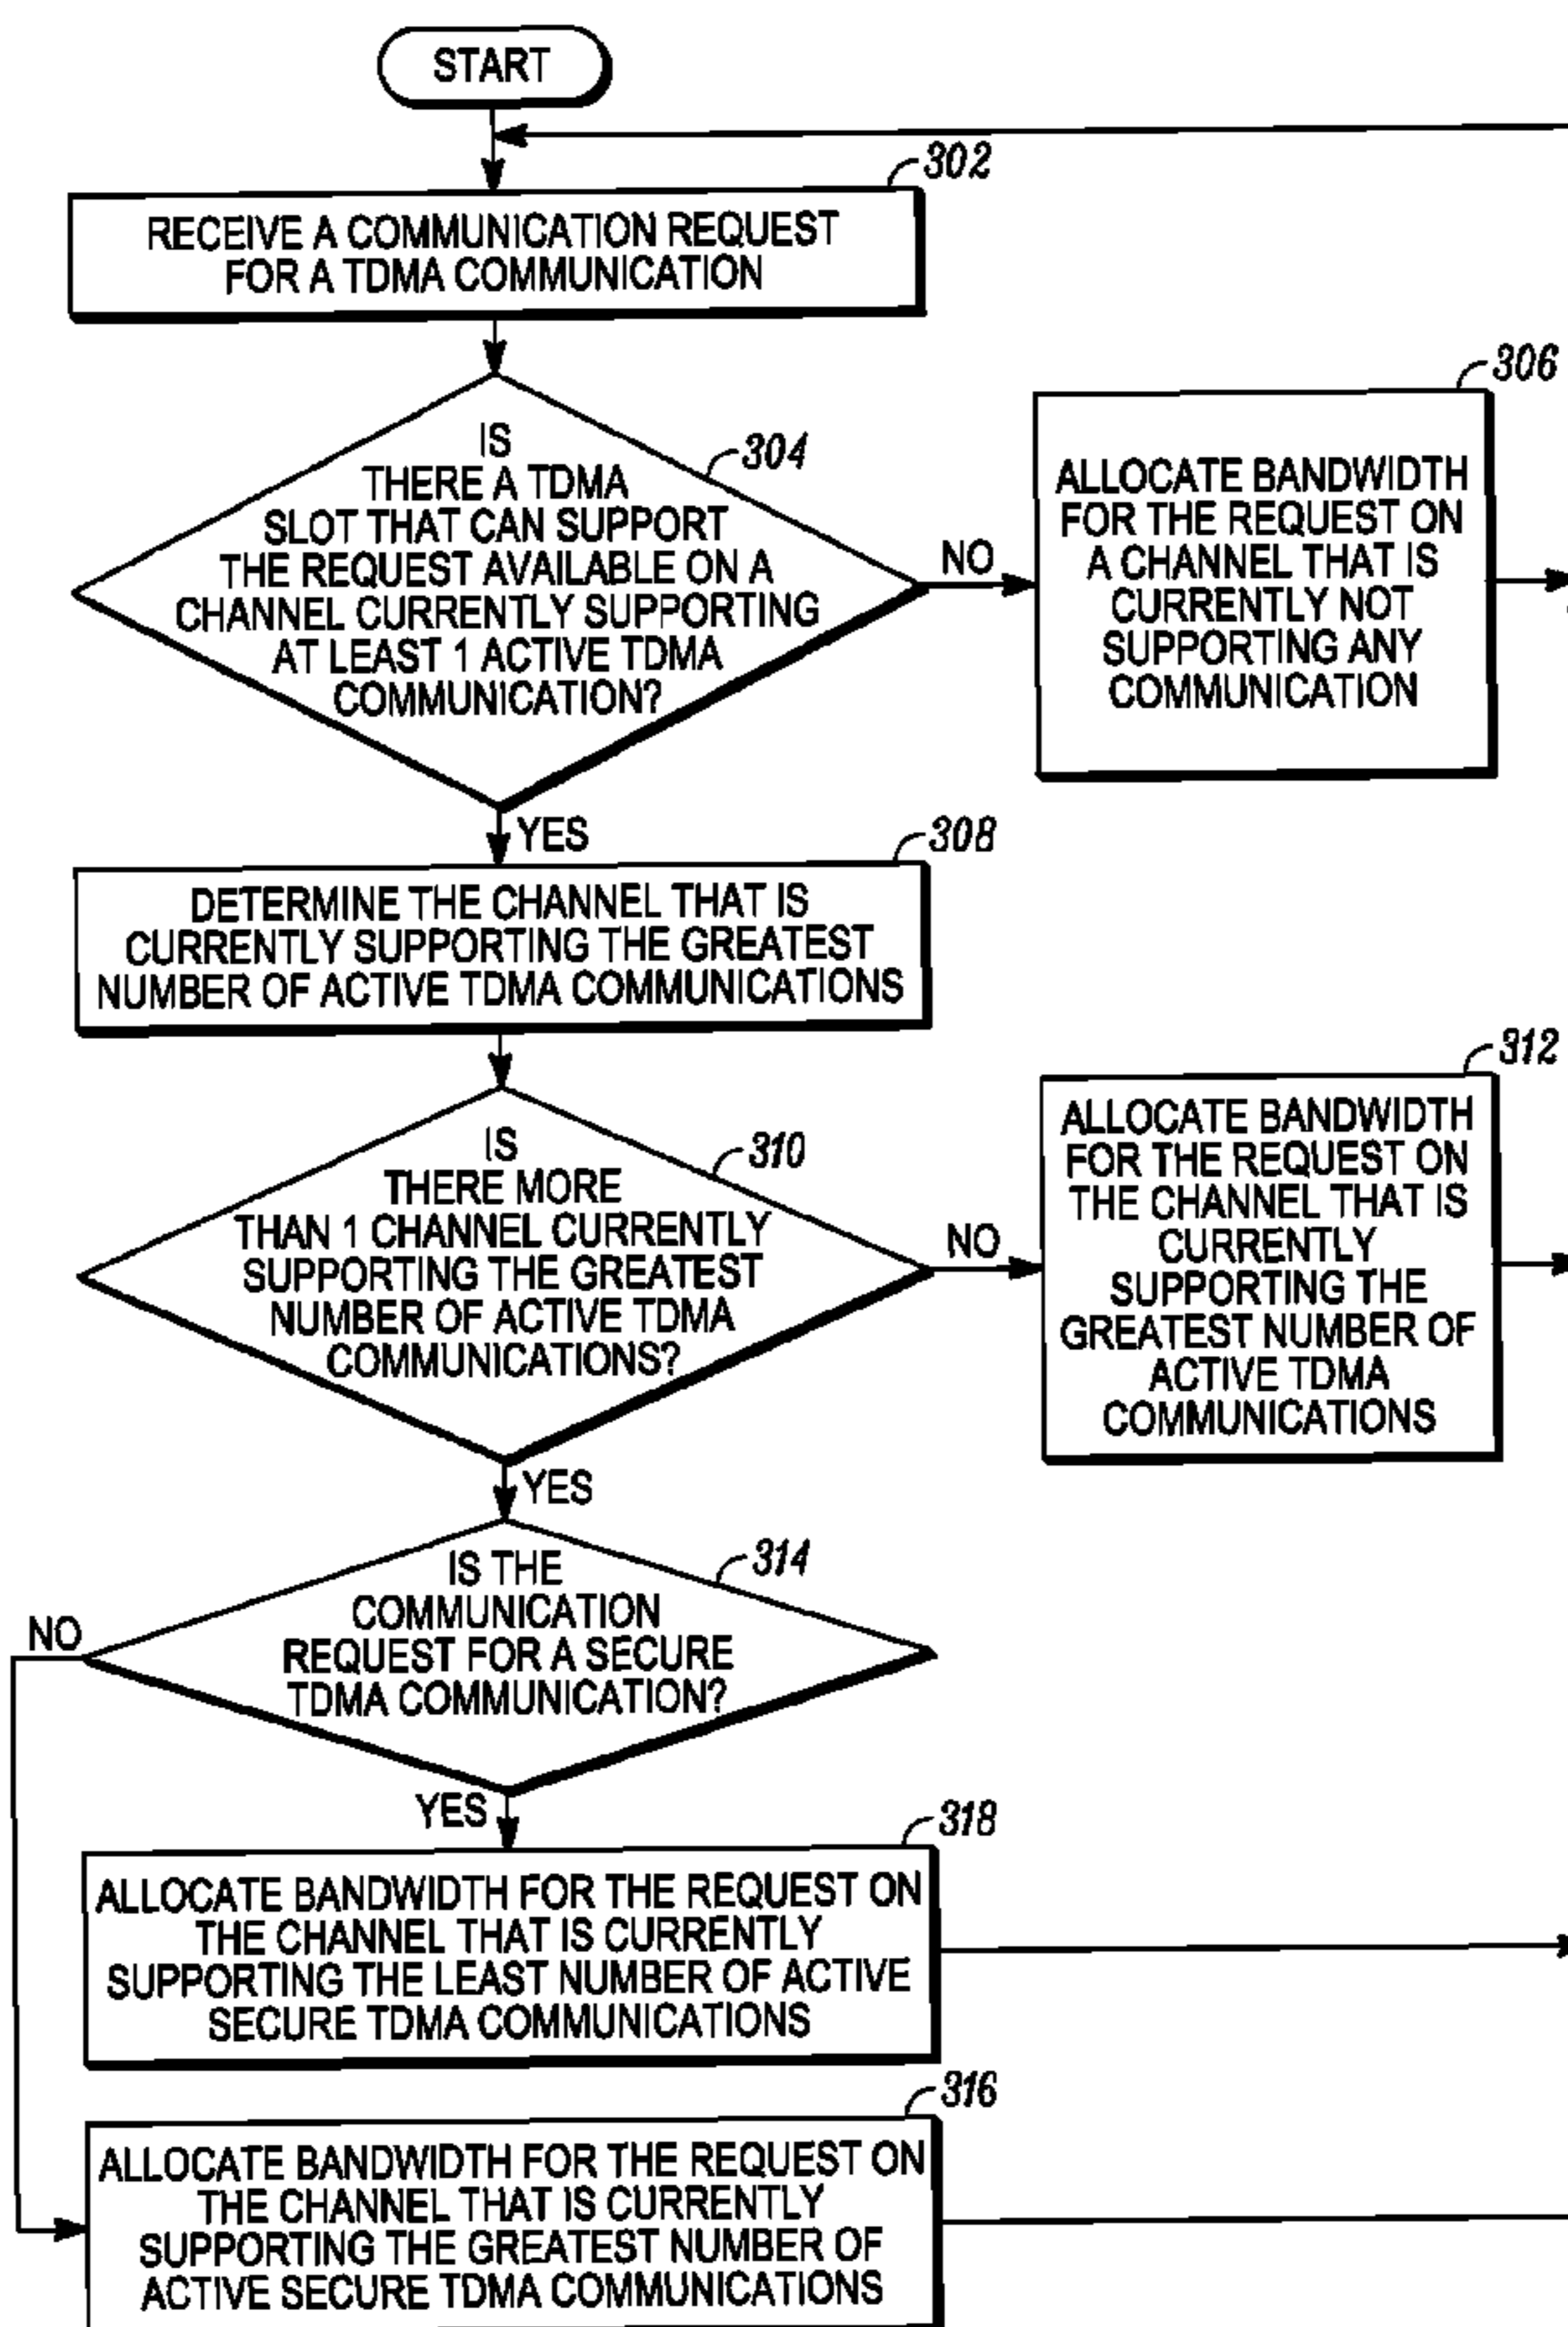 START
302
RECEIVE A COMMUNICATION REQUEST
FOR A TDMA COMMUNICATION
304
IS
THERE A TDMA
SLOT THAT CAN SUPPORT
THE REQUEST AVAILABLE ON A
CHANNEL CURRENTLY SUPPORTING
AT LEAST 1 ACTIVE TDMA
COMMUNICATION?
NO
306
ALLOCATE BANDWIDTH
FOR THE REQUEST ON
A CHANNEL THAT IS
CURRENTLY NOT
SUPPORTING ANY
COMMUNICATION
YES
308
DETERMINE THE CHANNEL THAT IS
CURRENTLY SUPPORTING THE GREATEST
NUMBER OF ACTIVE TDMA COMMUNICATIONS
310
IS
THERE MORE
THAN 1 CHANNEL CURRENTLY
SUPPORTING THE GREATEST
NUMBER OF ACTIVE TDMA
COMMUNICATIONS?
NO
312
ALLOCATE BANDWIDTH
FOR THE REQUEST ON
THE CHANNEL THAT IS
CURRENTLY
SUPPORTING THE
GREATEST NUMBER OF
ACTIVE TDMA
COMMUNICATIONS
YES
314
IS THE
COMMUNICATION
REQUEST FOR A SECURE
TDMA COMMUNICATION?
NO
YES
318
ALLOCATE BANDWIDTH FOR THE REQUEST ON
THE CHANNEL THAT IS CURRENTLY
SUPPORTING THE LEAST NUMBER OF ACTIVE
SECURE TDMA COMMUNICATIONS
316
ALLOCATE BANDWIDTH FOR THE REQUEST ON
THE CHANNEL THAT IS CURRENTLY
SUPPORTING THE GREATEST NUMBER OF
ACTIVE SECURE TDMA COMMUNICATIONS